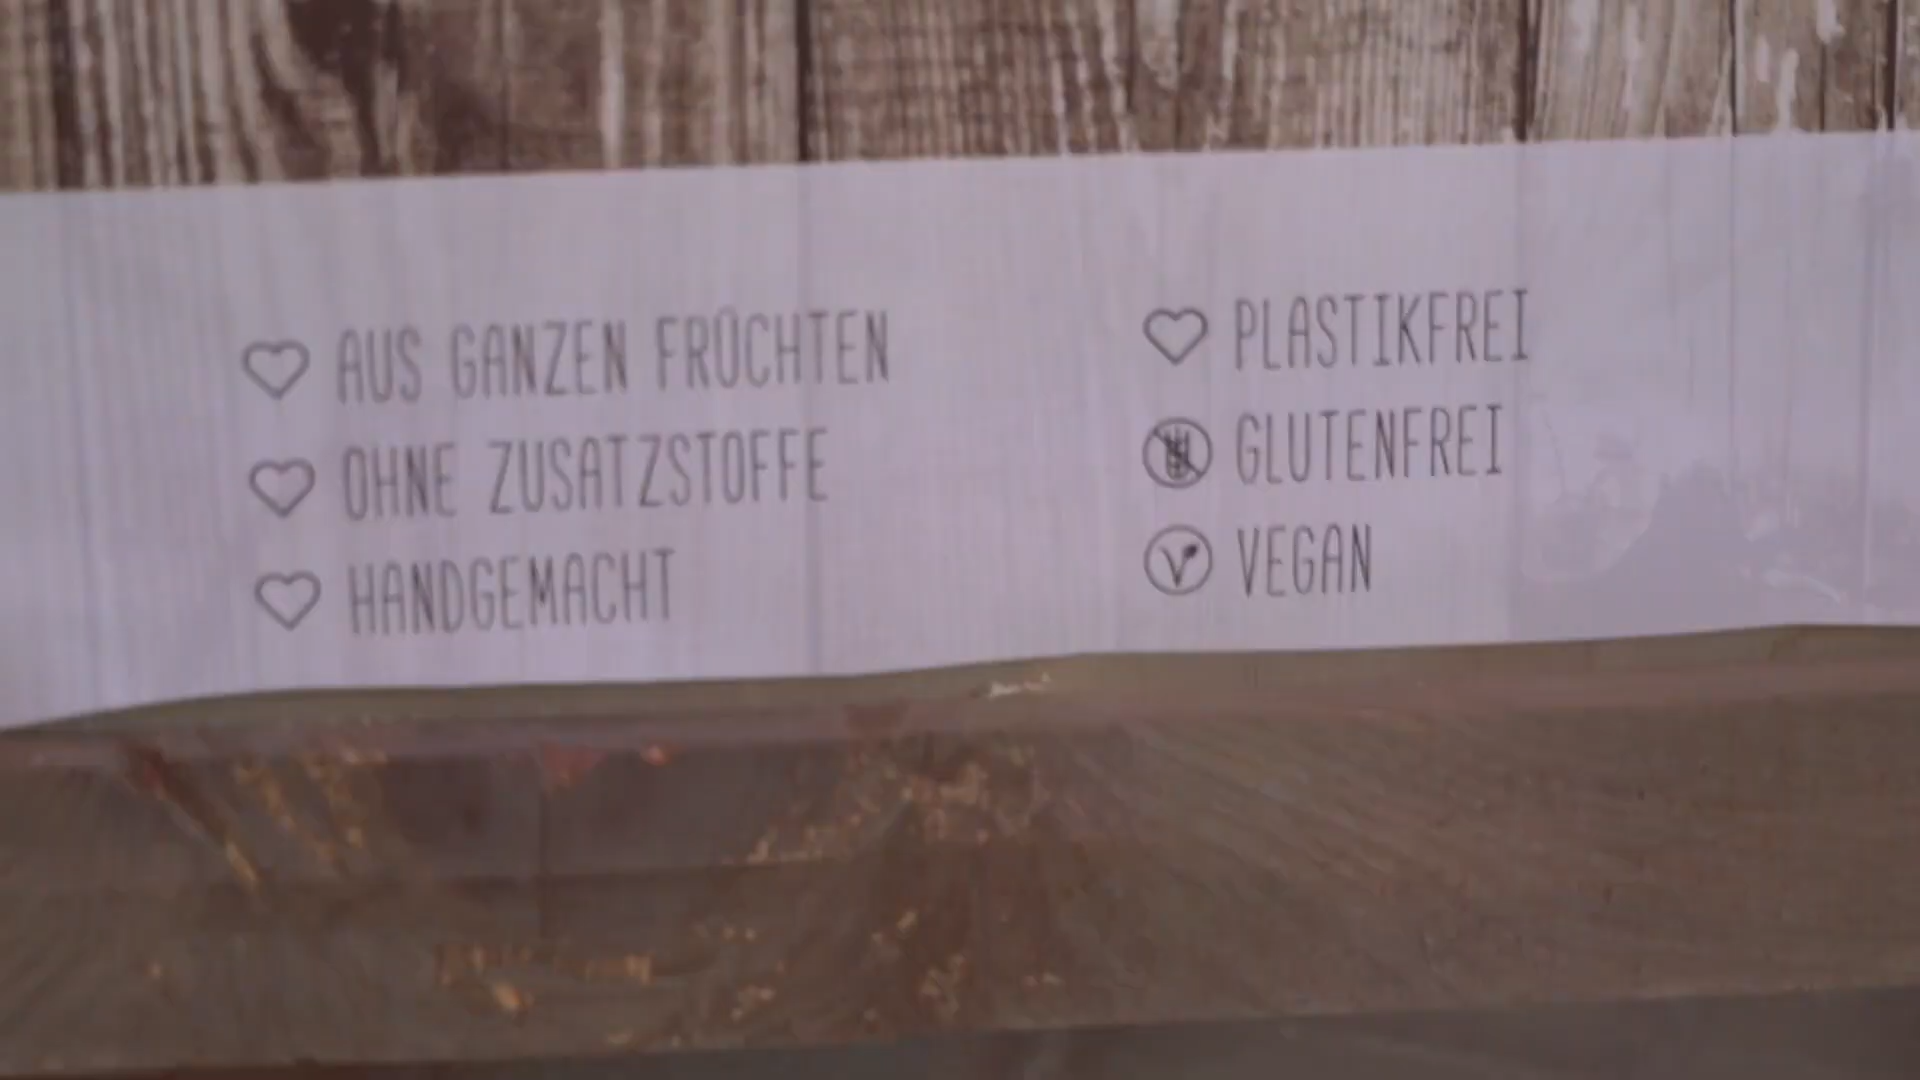 AUS GANZEN FRÜCHTEN
OHNE ZUSATZSTOFFE
HANDGEMACHT
PLASTIKFREI
GLUTENFREI
VEGAN